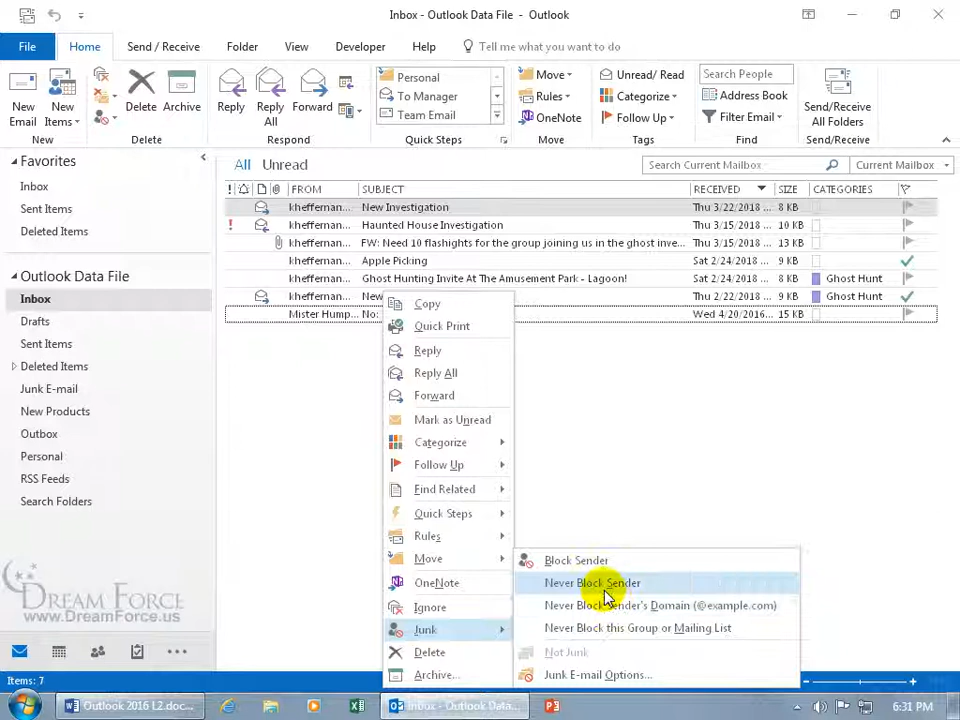 Inbox - Outlook Data File - Outlook
File Home Send / Receive Folder View Developer Help Tell me what you want to do
New Email
New Items
Delete
Archive
Reply
Reply All
Forward
Personal
To Manager
Team Email
Move
Rules
OneNote
Unread/ Read
Categorize
Follow Up
Search People
Address Book
Filter Email
Send/Receive All Folders
New Delete Respond Quick Steps Move Tags Send/Receive
Favorites
Inbox
Sent Items
Deleted Items
Outlook Data File
Inbox
Drafts
Sent Items
Deleted Items
Junk E-mail
New Products
Outbox
Personal
RSS Feeds
Search Folders
DREAM FORCE
www.DreamForce.us
All Unread Search Current Mailbox Current Mailbox
! FROM SUBJECT RECEIVED SIZE CATEGORIES
kheffernan... New Investigation Thu 3/22/2018 ... 8 KB
! kheffernan... Haunted House Investigation Thu 3/15/2018 ... 10 KB
kheffernan... FW: Need 10 flashights for the group joining us in the ghost inve... Thu 3/15/2018 ... 13 KB
kheffernan... Apple Picking Sat 2/24/2018 ... 9 KB
kheffernan... Ghost Hunting Invite At The Amusement Park - Lagoon! Sat 2/24/2018 ... 8 KB Ghost Hunt
kheffernan... New Thu 2/22/2018 ... 9 KB Ghost Hunt
Mister Hump... No: Wed 4/20/2016... 15 KB
Copy
Quick Print
Reply
Reply All
Forward
Mark as Unread
Categorize
Follow Up
Find Related
Quick Steps
Rules
Move
OneNote
Ignore
Junk
Delete
Archive...
Block Sender
Never Block Sender
Never Block Sender's Domain (@example.com)
Never Block this Group or Mailing List
Not Junk
Junk E-mail Options...
Items: 7
Outlook 2016 L2.doc...
Inbox - Outlook Data...
6:31 PM